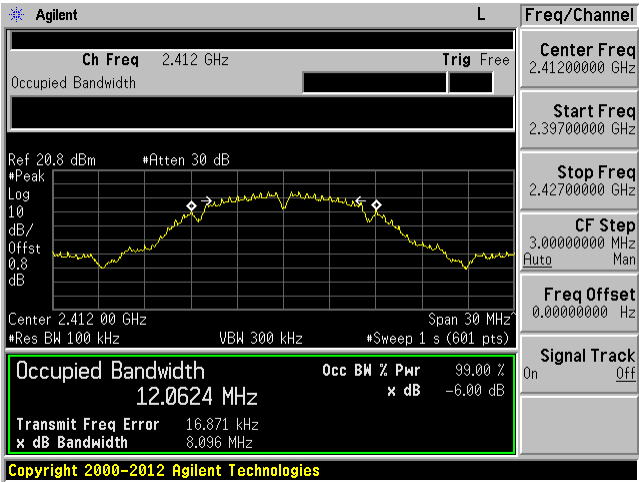 Agilent L Freq/Channel
Ch Freq 2.412 GHz Trig Free
Occupied Bandwidth
Center Freq
2.41200000 GHz
Start Freq
2.39700000 GHz
Stop Freq
2.42700000 GHz
CF Step
3.00000000 MHz
Auto Man
Freq Offset
0.00000000 Hz
Signal Track
On Off
Ref 20.8 dBm #Atten 30 dB
#Peak
Log
10
dB/
Offst
0.8
dB
Center 2.412 00 GHz Span 30 MHz^
#Res BW 100 kHz VBW 300 kHz #Sweep 1 s (601 pts)
Occupied Bandwidth Occ BW % Pwr 99.00 %
12.0624 MHz x dB -6.00 dB
Transmit Freq Error 16.871 kHz
x dB Bandwidth 8.096 MHz
Copyright 2000-2012 Agilent Technologies